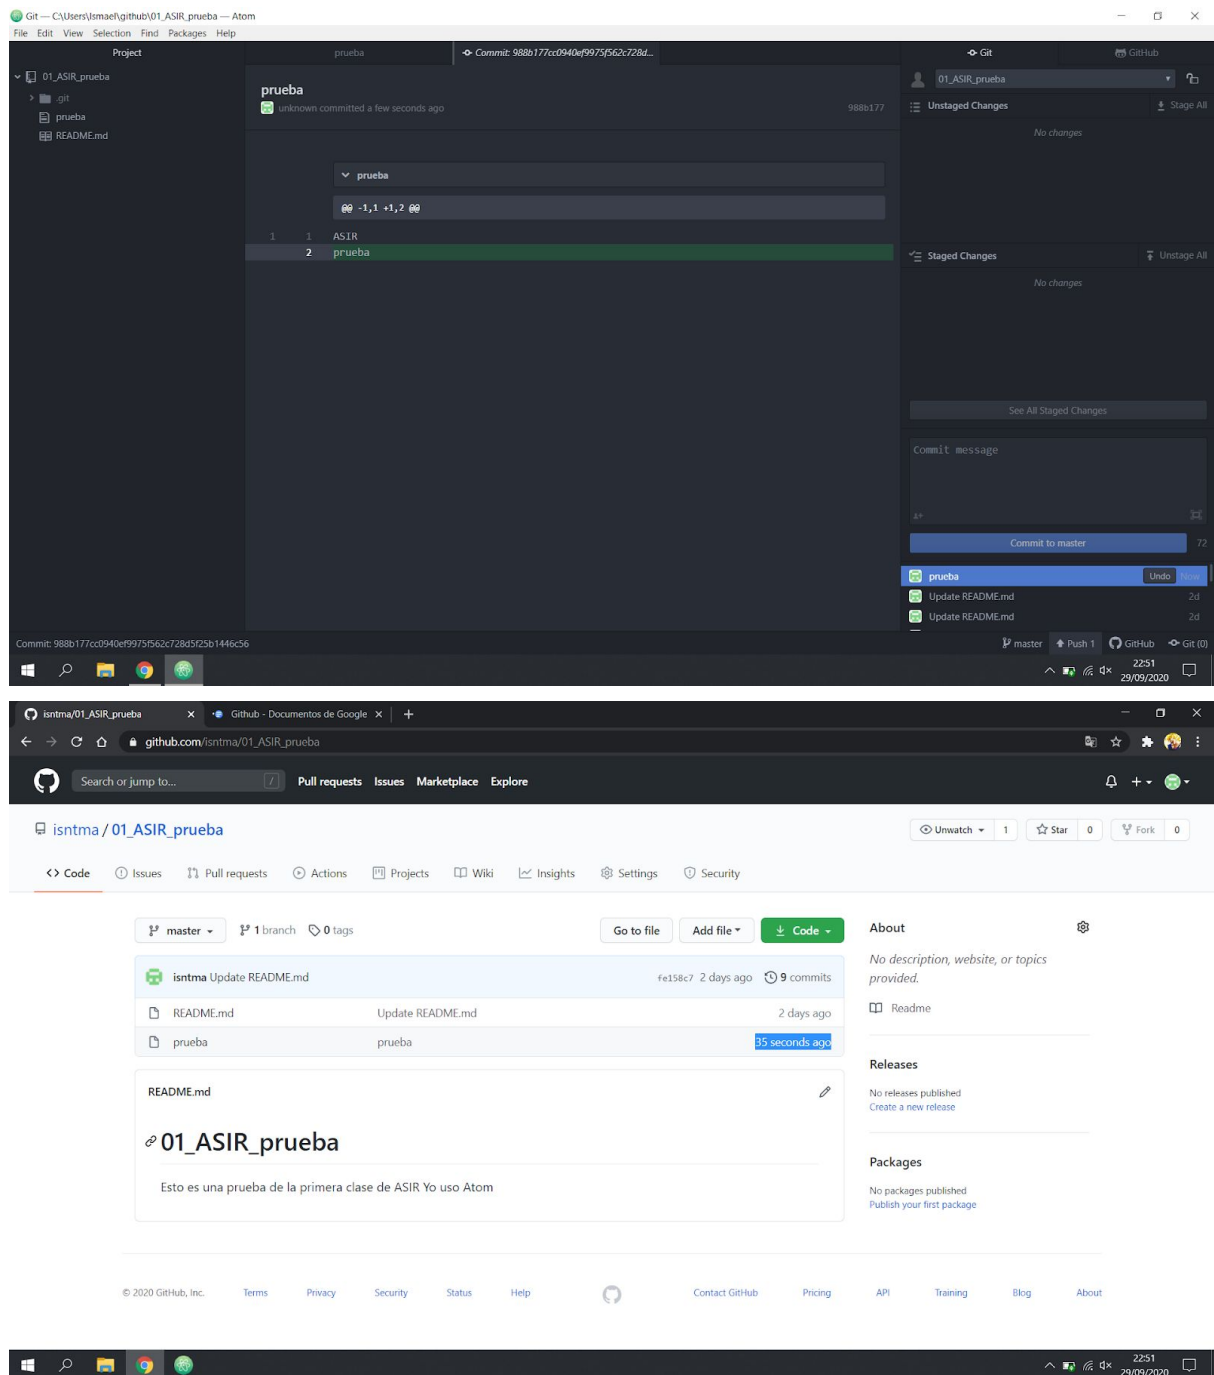 Git — C:\Users\Ismael\github\01_ASIR_prueba — Atom
File Edit View Selection Find Packages Help
Project
prueba
Commit: 988b177cc0940ef9975f562c728d...
Git
GitHub
01_ASIR_prueba
.git
prueba
README.md
prueba
unknown committed a few seconds ago
988b177
prueba
@@ -1,1 +1,2 @@
1 1 ASIR
2 prueba
01_ASIR_prueba
Unstaged Changes
Stage All
No changes
Staged Changes
Unstage All
No changes
See All Staged Changes
Commit message
Commit to master
72
prueba
Undo
Now
Update README.md 2d
Update README.md 2d
Commit: 988b177cc0940ef9975f562c728d5f25b1446c56
master Push 1 GitHub Git (0)
22:51
29/09/2020
isntma/01_ASIR_prueba
Github - Documentos de Google
github.com/isntma/01_ASIR_prueba
Search or jump to... /
Pull requests Issues Marketplace Explore
isntma / 01_ASIR_prueba
Unwatch 1 Star 0 Fork 0
Code Issues Pull requests Actions Projects Wiki Insights Settings Security
master 1 branch 0 tags
Go to file Add file Code
isntma Update README.md fe158c7 2 days ago 9 commits
README.md Update README.md 2 days ago
prueba prueba 35 seconds ago
README.md
01_ASIR_prueba
Esto es una prueba de la primera clase de ASIR Yo uso Atom
About
No description, website, or topics
provided.
Readme
Releases
No releases published
Create a new release
Packages
No packages published
Publish your first package
© 2020 GitHub, Inc. Terms Privacy Security Status Help Contact GitHub Pricing API Training Blog About
22:51
29/09/2020